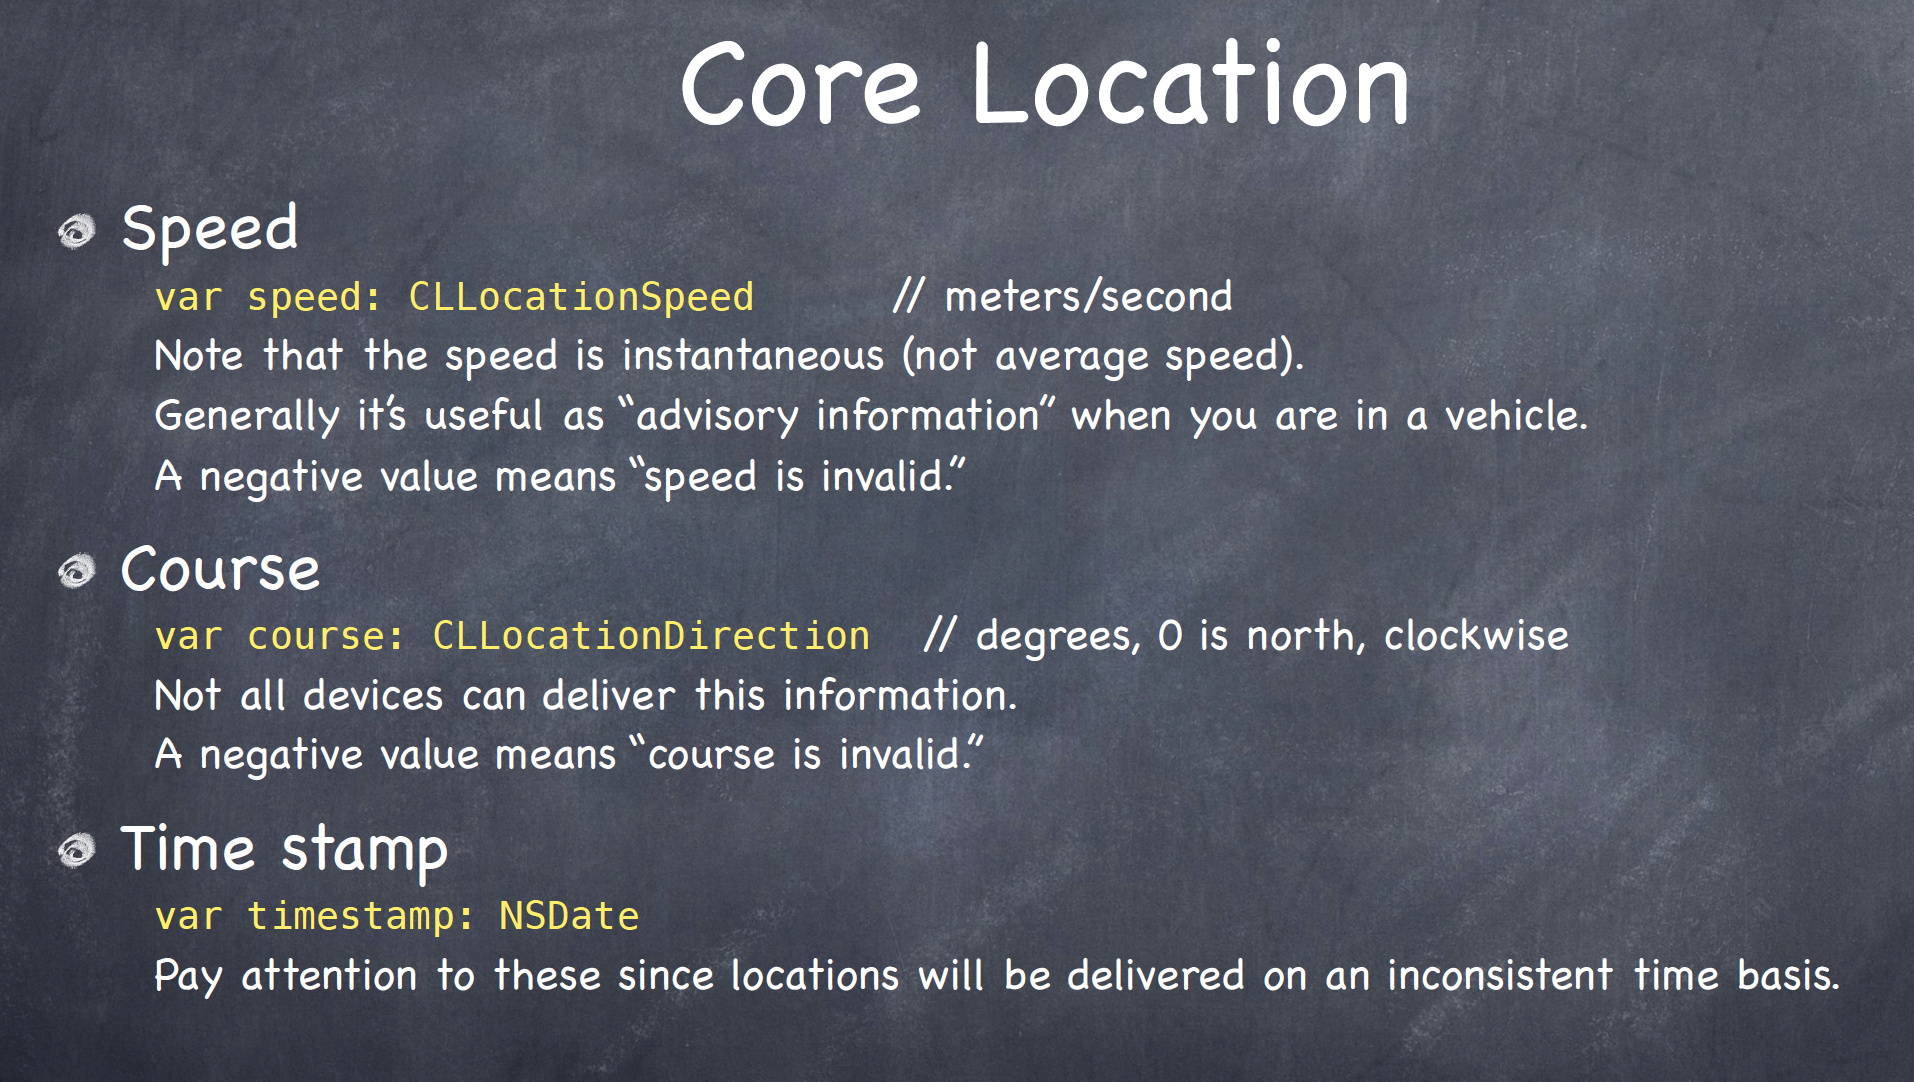 Core Location
Speed
var speed: CLLocationSpeed // meters/second
Note that the speed is instantaneous (not average speed).
Generally it’s useful as “advisory information” when you are in a vehicle.
A negative value means “speed is invalid.”
Course
var course: CLLocationDirection // degrees, 0 is north, clockwise
Not all devices can deliver this information.
A negative value means “course is invalid.”
Time stamp
var timestamp: NSDate
Pay attention to these since locations will be delivered on an inconsistent time basis.